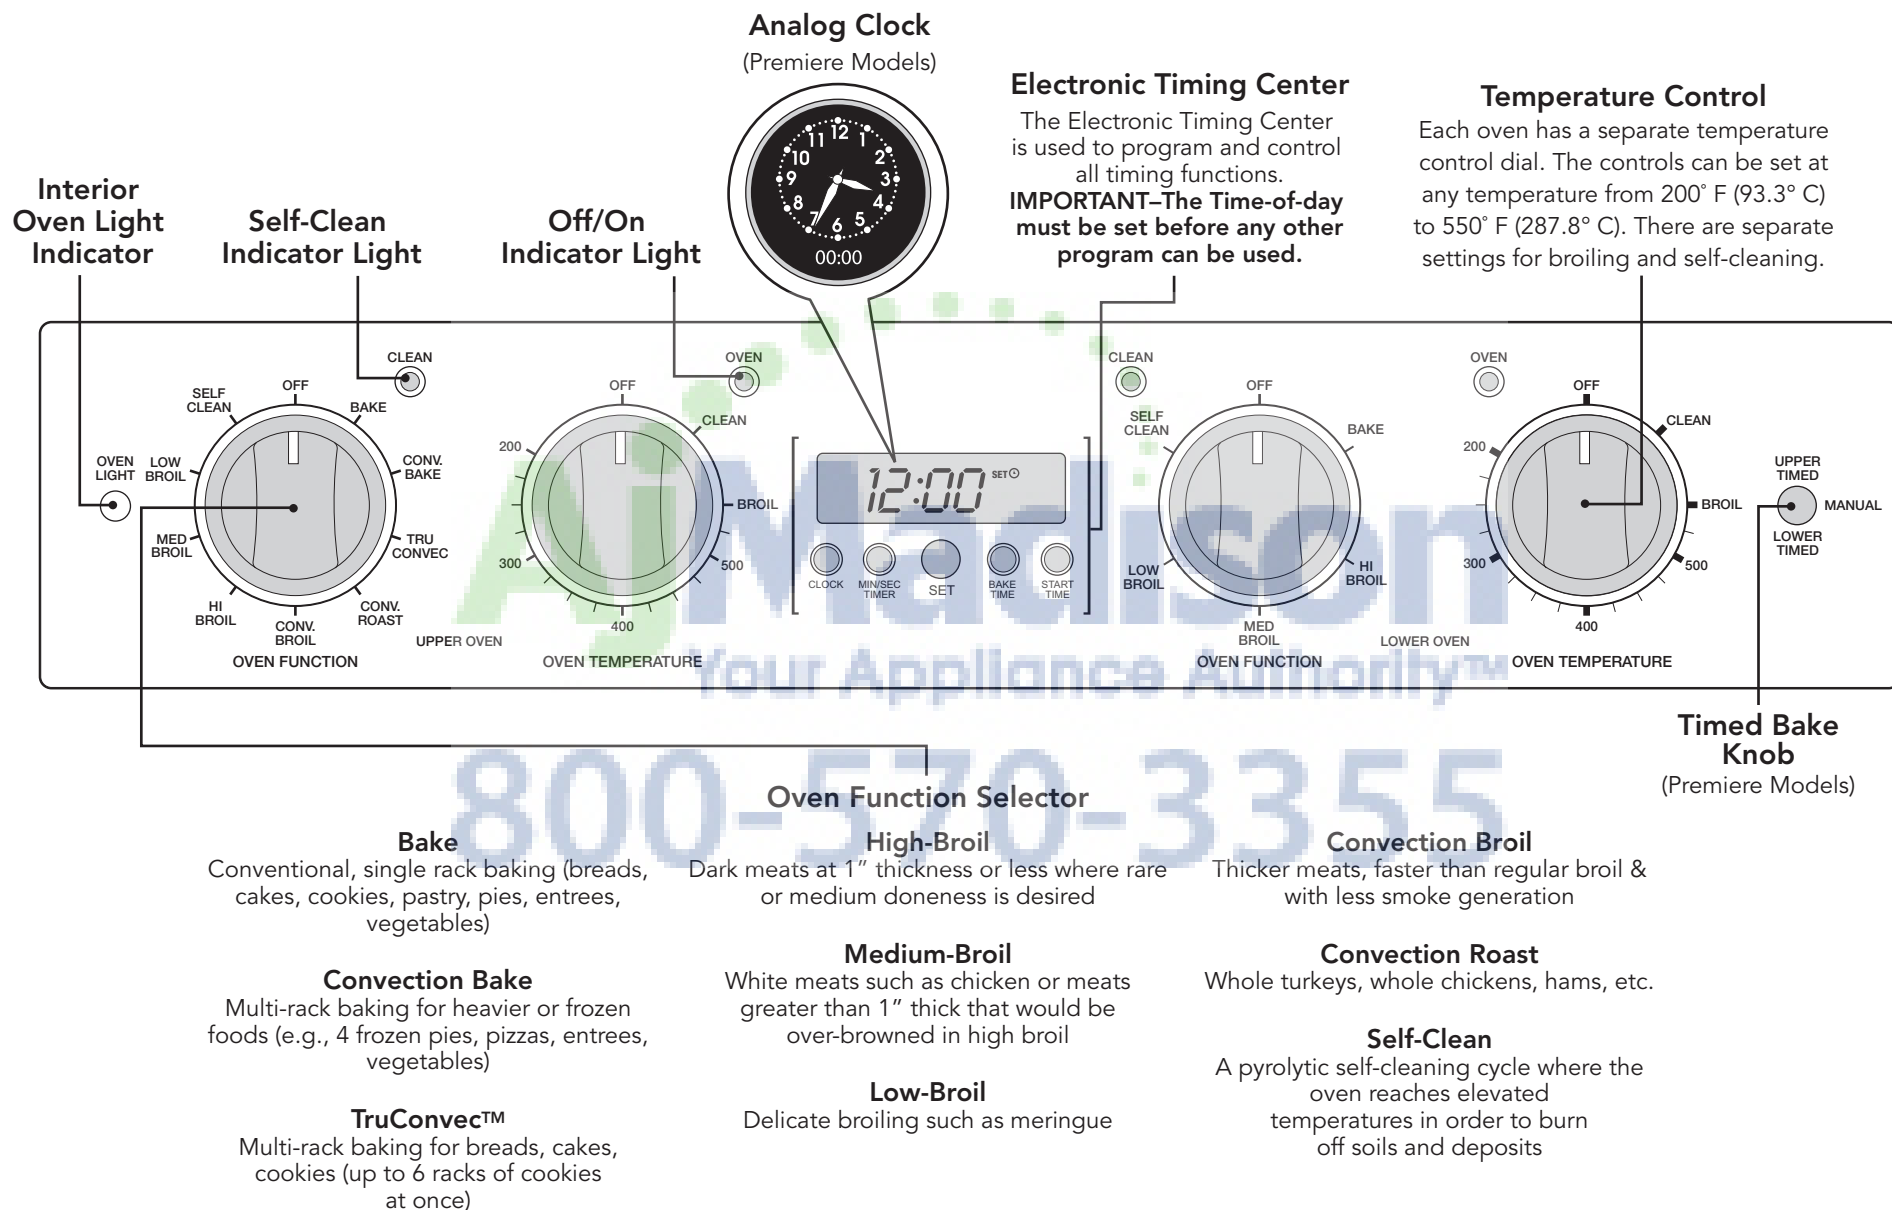 Analog Clock
(Premiere Models)
12
1
2
3
4
5
6
7
8
9
10
11
00:00
Electronic Timing Center
The Electronic Timing Center
is used to program and control
all timing functions.
IMPORTANT–The Time-of-day
must be set before any other
program can be used.
Temperature Control
Each oven has a separate temperature
control dial. The controls can be set at
any temperature from 200˚ F (93.3° C)
to 550˚ F (287.8° C). There are separate
settings for broiling and self-cleaning.
Interior
Oven Light
Indicator
Self-Clean
Indicator Light
Off/On
Indicator Light
OVEN
LIGHT
CLEAN
OFF
BAKE
CONV.
BAKE
TRU
CONVEC
CONV.
ROAST
CONV.
BROIL
HI
BROIL
MED
BROIL
LOW
BROIL
SELF
CLEAN
OVEN FUNCTION
UPPER OVEN
OVEN
OFF
CLEAN
BROIL
500
400
300
200
OVEN TEMPERATURE
12:00
SET
CLOCK
MIN/SEC
TIMER
SET
BAKE
TIME
START
TIME
CLEAN
OFF
SELF
CLEAN
BAKE
HI
BROIL
MED
BROIL
LOW
BROIL
OVEN FUNCTION
LOWER OVEN
OVEN
OFF
CLEAN
BROIL
500
400
300
200
OVEN TEMPERATURE
UPPER
TIMED
MANUAL
LOWER
TIMED
AjMadison
Your Appliance Authority™
800-570-3355
Timed Bake
Knob
(Premiere Models)
Oven Function Selector
Bake
Conventional, single rack baking (breads,
cakes, cookies, pastry, pies, entrees,
vegetables)
Convection Bake
Multi-rack baking for heavier or frozen
foods (e.g., 4 frozen pies, pizzas, entrees,
vegetables)
TruConvec™
Multi-rack baking for breads, cakes,
cookies (up to 6 racks of cookies
at once)
High-Broil
Dark meats at 1” thickness or less where rare
or medium doneness is desired
Medium-Broil
White meats such as chicken or meats
greater than 1” thick that would be
over-browned in high broil
Low-Broil
Delicate broiling such as meringue
Convection Broil
Thicker meats, faster than regular broil &
with less smoke generation
Convection Roast
Whole turkeys, whole chickens, hams, etc.
Self-Clean
A pyrolytic self-cleaning cycle where the
oven reaches elevated
temperatures in order to burn
off soils and deposits